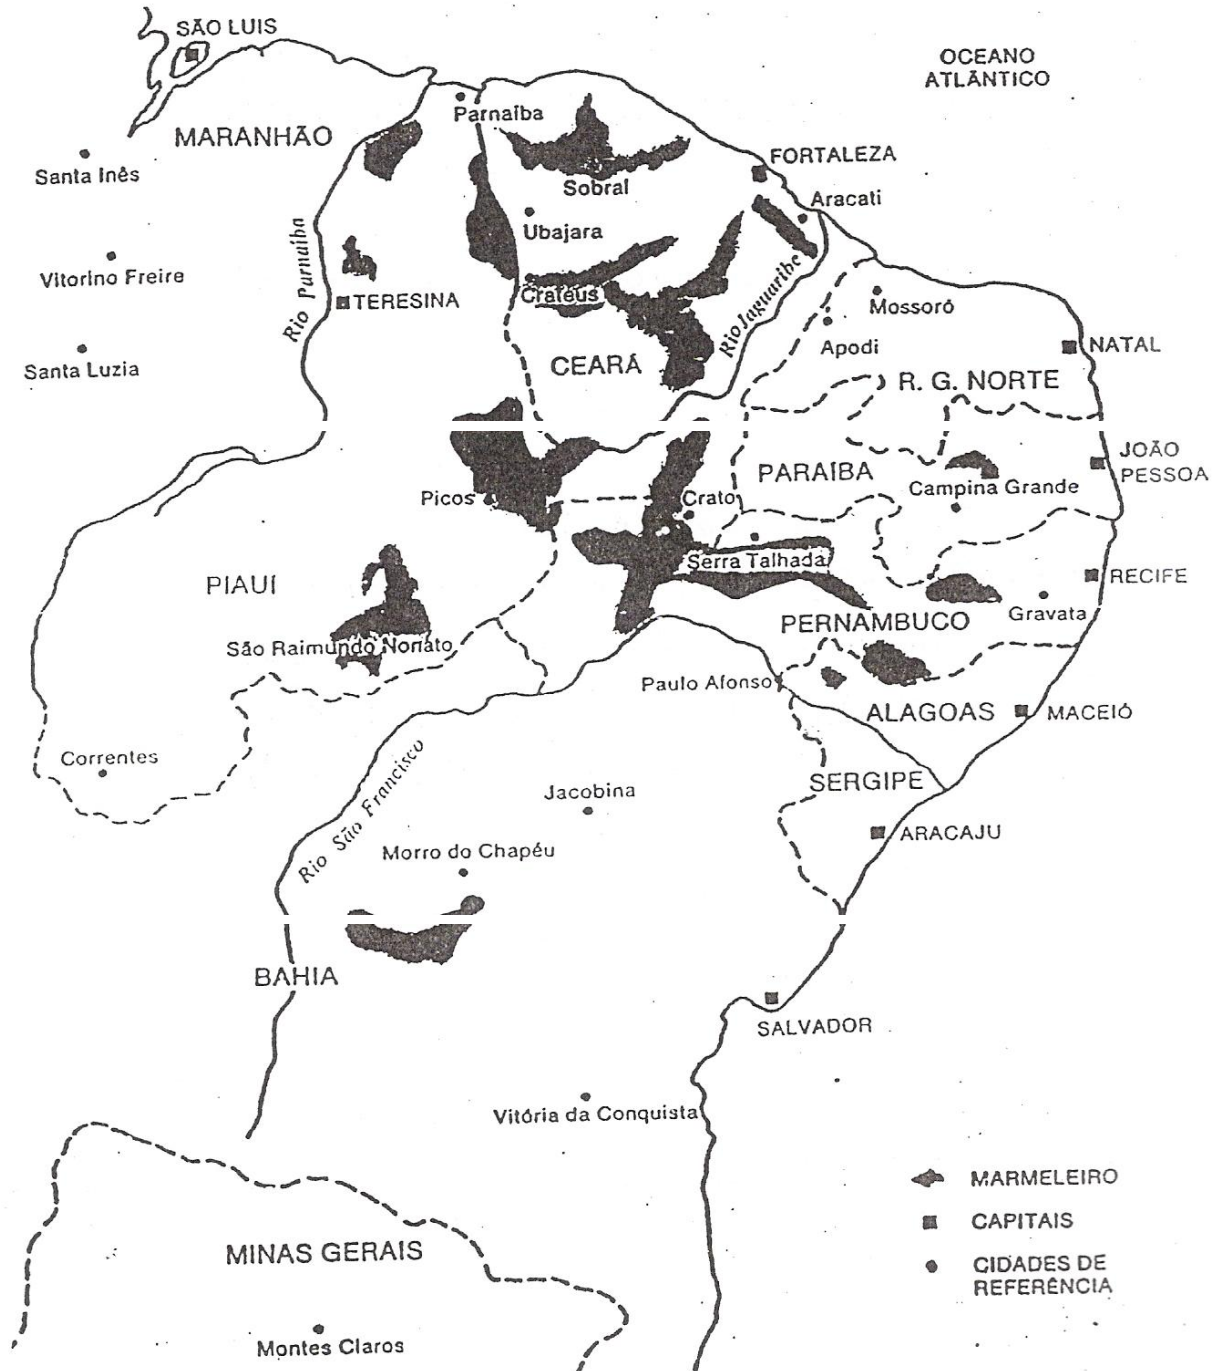 SÃO LUIS
OCEANO
ATLÂNTICO
Parnaíba
MARANHÃO
FORTALEZA
Santa Inês
Sobral
Aracati
Ubajara
Rio Parnaíba
Vitorino Freire
Crateús
Rio Jaguaribe
TERESINA
Mossoró
Apodi
NATAL
Santa Luzia
CEARÁ
R. G. NORTE
JOÃO
PESSOA
PARAÍBA
Campina Grande
Picos
Crato
Serra Talhada
RECIFE
PIAUÍ
Gravata
PERNAMBUCO
São Raimundo Nonato
Paulo Afonso
ALAGOAS
MACEIÓ
Correntes
Rio São Francisco
SERGIPE
Jacobina
ARACAJU
Morro do Chapéu
BAHIA
SALVADOR
Vitória da Conquista
MARMELEIRO
CAPITAIS
MINAS GERAIS
CIDADES DE
REFERÊNCIA
Montes Claros